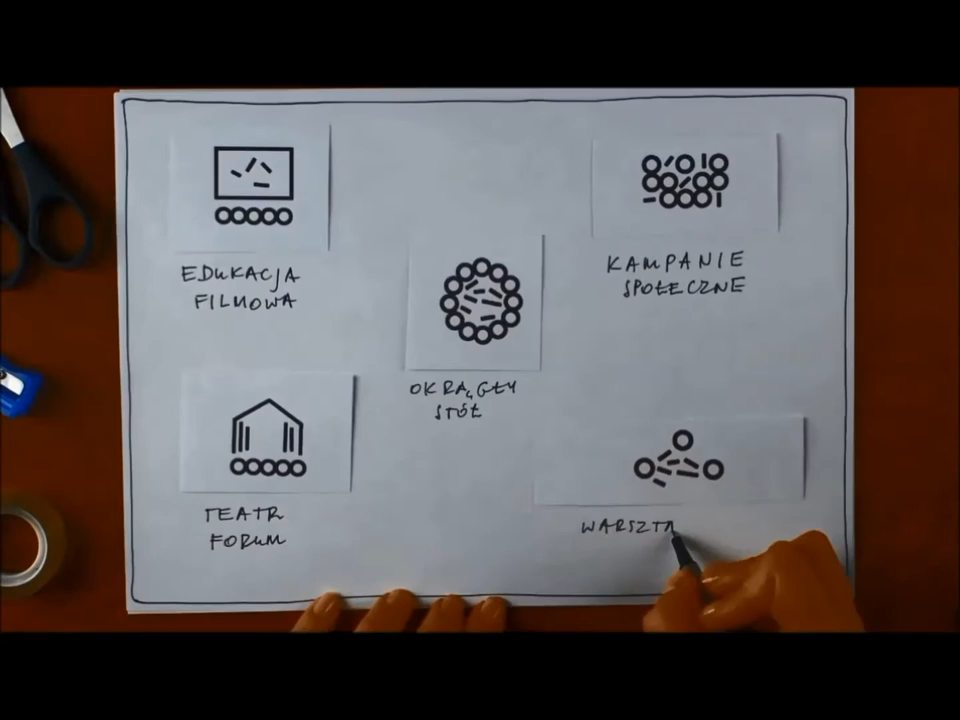 EDUKACJA
FILMOWA
KAMPANIE
SPOŁECZNE
OKRĄGŁY
STÓŁ
TEATR
FORUM
WARSZTA